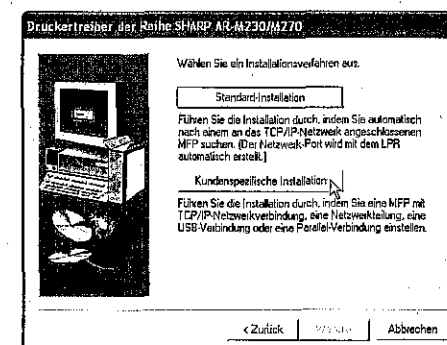 Druckertreiber der Reihe SHARP AR-M230/M270
Wählen Sie ein Installationsverfahren aus.
Standard-Installation
Führen Sie die Installation durch, indem Sie automatisch
nach einem an das TCP/IP-Netzwerk angeschlossenen
MFP suchen. (Der Netzwerk-Port wird mit dem LPR
automatisch erstellt.)
Kundenspezifische Installation
Führen Sie die Installation durch, indem Sie eine MFP mit
TCP/IP-Netzwerkverbindung, eine Netzwerkteilung, eine
USB-Verbindung oder eine Parallel-Verbindung einstellen.
< Zurück
Abbrechen